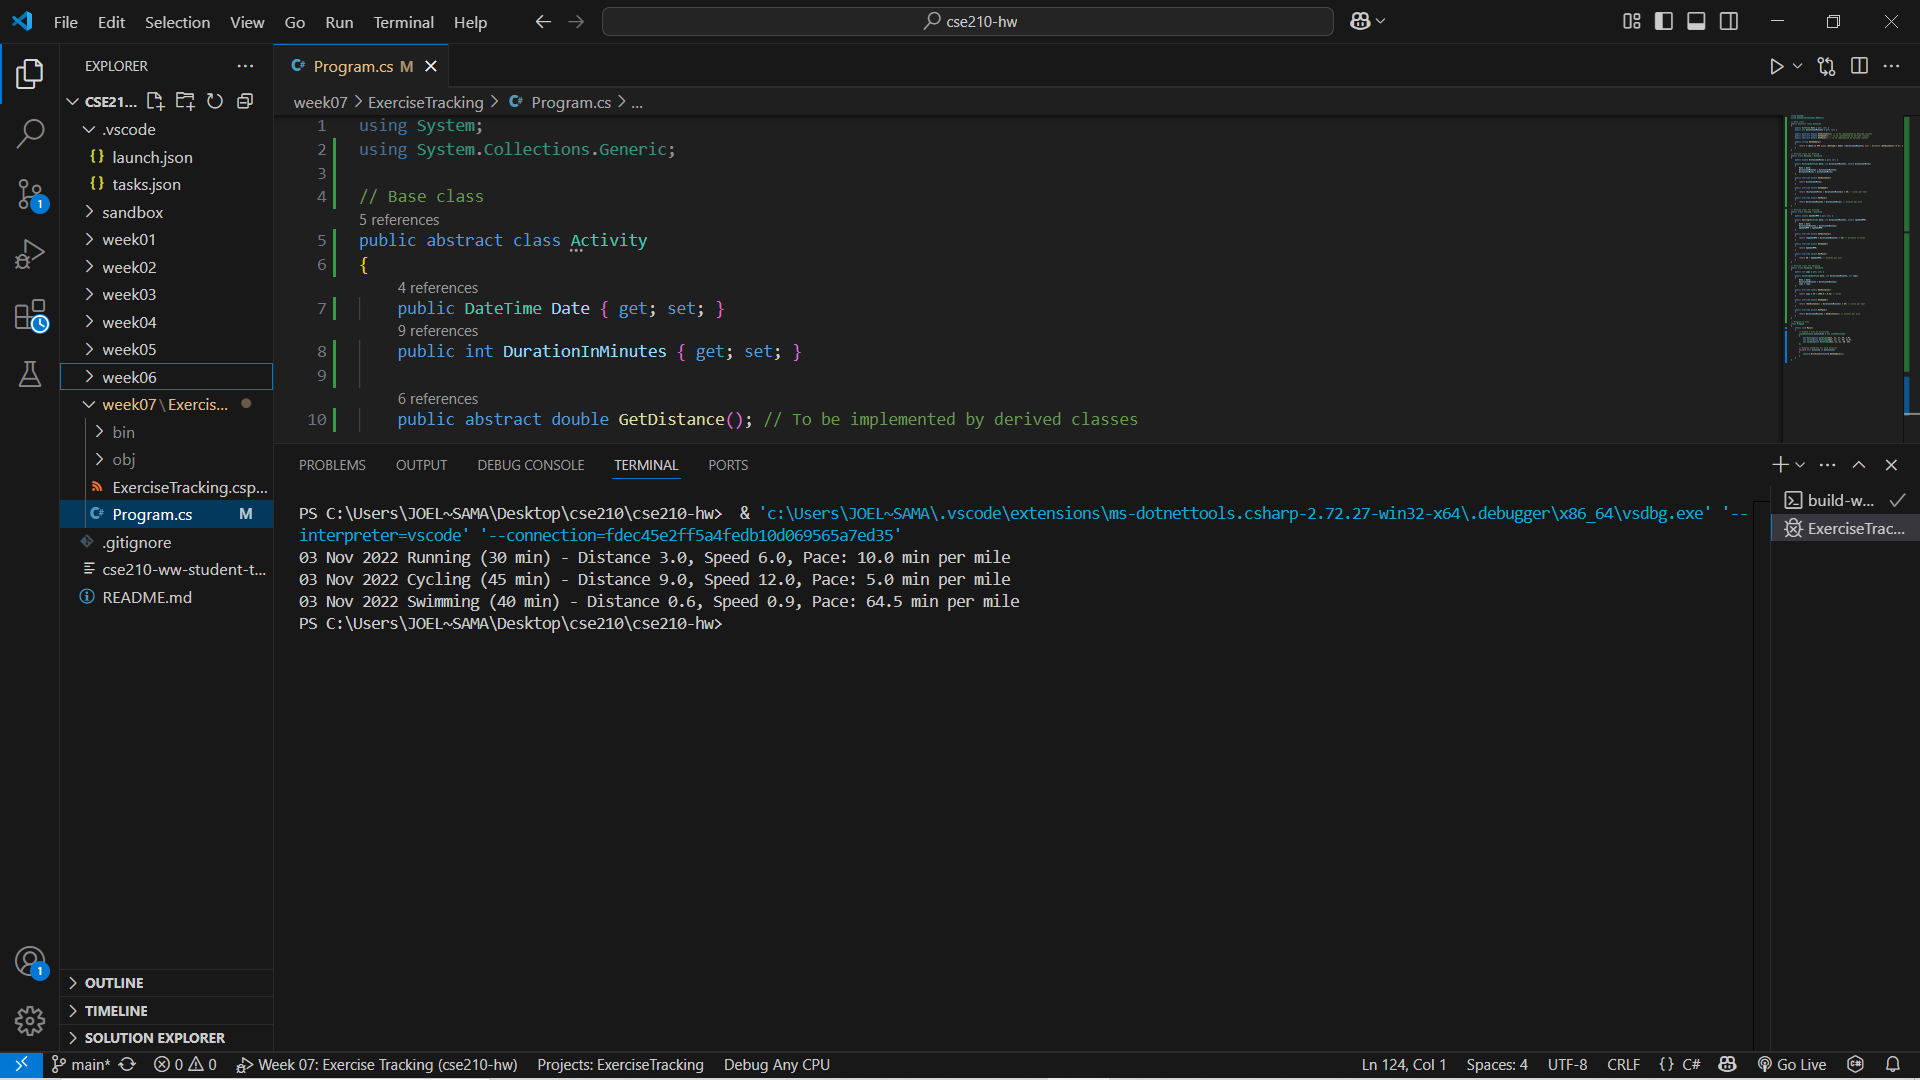 File Edit Selection View Go Run Terminal Help
cse210-hw
EXPLORER
CSE21...
.vscode
launch.json
tasks.json
sandbox
week01
week02
week03
week04
week05
week06
week07\Exercis...
bin
obj
ExerciseTracking.csp...
Program.cs M
.gitignore
cse210-ww-student-t...
README.md
OUTLINE
TIMELINE
SOLUTION EXPLORER
1
1
Program.cs M
week07 > ExerciseTracking > Program.cs > ...
1 using System;
2 using System.Collections.Generic;
3
4 // Base class
5 references
5 public abstract class Activity
6 {
4 references
7 public DateTime Date { get; set; }
9 references
8 public int DurationInMinutes { get; set; }
9
6 references
10 public abstract double GetDistance(); // To be implemented by derived classes
PROBLEMS OUTPUT DEBUG CONSOLE TERMINAL PORTS
PS C:\Users\JOEL~SAMA\Desktop\cse210\cse210-hw> & 'c:\Users\JOEL~SAMA\.vscode\extensions\ms-dotnettools.csharp-2.72.27-win32-x64\.debugger\x86_64\vsdbg.exe' '--
interpreter=vscode' '--connection=fdec45e2ff5a4fedb10d069565a7ed35'
03 Nov 2022 Running (30 min) - Distance 3.0, Speed 6.0, Pace: 10.0 min per mile
03 Nov 2022 Cycling (45 min) - Distance 9.0, Speed 12.0, Pace: 5.0 min per mile
03 Nov 2022 Swimming (40 min) - Distance 0.6, Speed 0.9, Pace: 64.5 min per mile
PS C:\Users\JOEL~SAMA\Desktop\cse210\cse210-hw>
build-w...
ExerciseTrac...
main* 0 0 Week 07: Exercise Tracking (cse210-hw) Projects: ExerciseTracking Debug Any CPU Ln 124, Col 1 Spaces: 4 UTF-8 CRLF {} C# Go Live